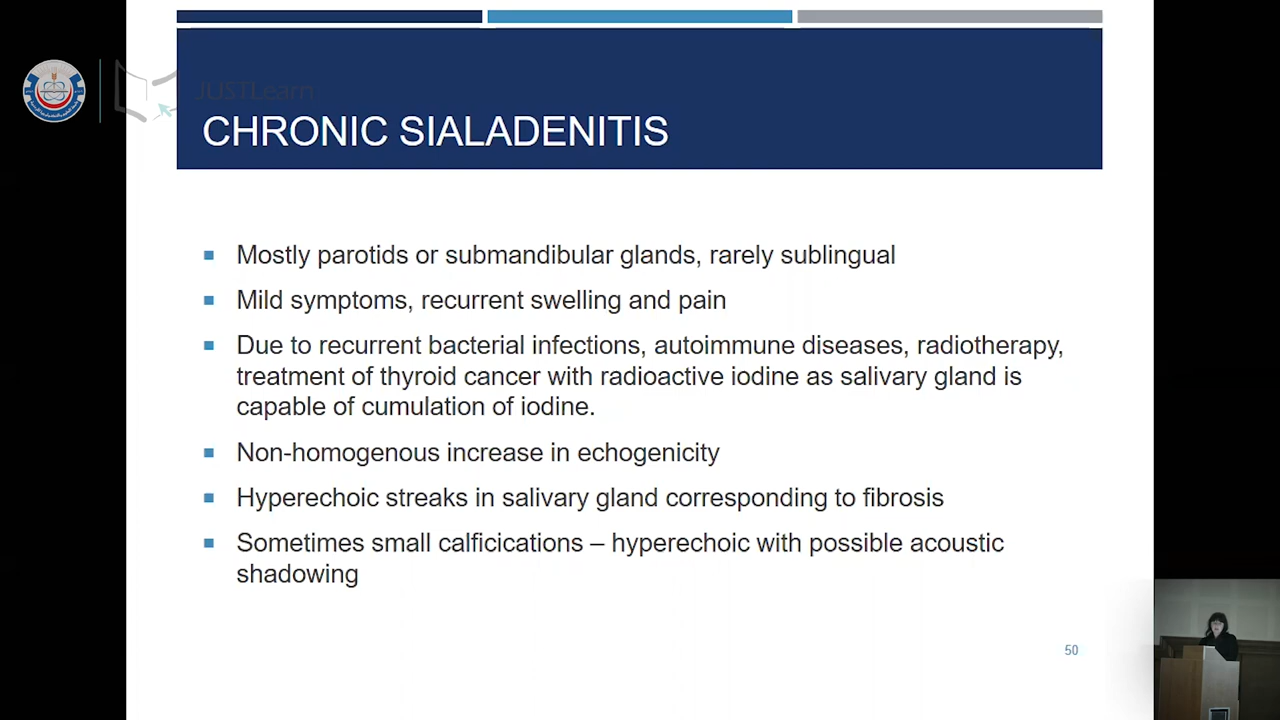 JUSTLearn
CHRONIC SIALADENITIS
Mostly parotids or submandibular glands, rarely sublingual
Mild symptoms, recurrent swelling and pain
Due to recurrent bacterial infections, autoimmune diseases, radiotherapy,
treatment of thyroid cancer with radioactive iodine as salivary gland is
capable of cumulation of iodine.
Non-homogenous increase in echogenicity
Hyperechoic streaks in salivary gland corresponding to fibrosis
Sometimes small calficications – hyperechoic with possible acoustic
shadowing
50